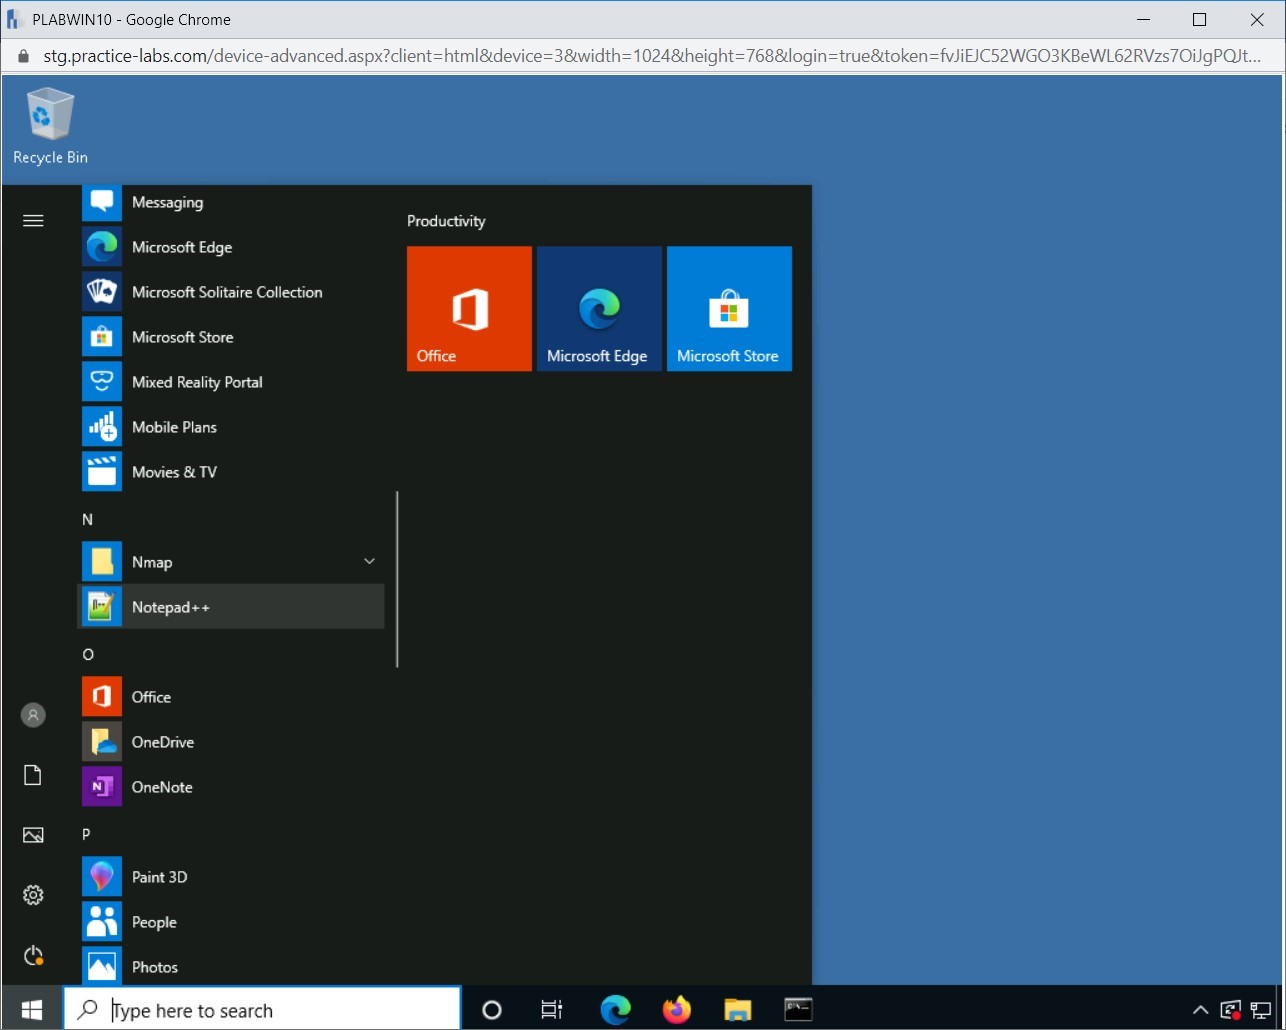 PLABWIN10 - Google Chrome
stg.practice-labs.com/device-advanced.aspx?client=html&device=3&width=1024&height=768&login=true&token=fvJiEJC52WGO3KBeWL62RVzs7OiJgPQJt...
Recycle Bin
Messaging
Microsoft Edge
Microsoft Solitaire Collection
Microsoft Store
Mixed Reality Portal
Mobile Plans
Movies & TV
N
Nmap
Notepad++
O
Office
OneDrive
OneNote
P
Paint 3D
People
Photos
Productivity
Office
Microsoft Edge
Microsoft Store
Type here to search